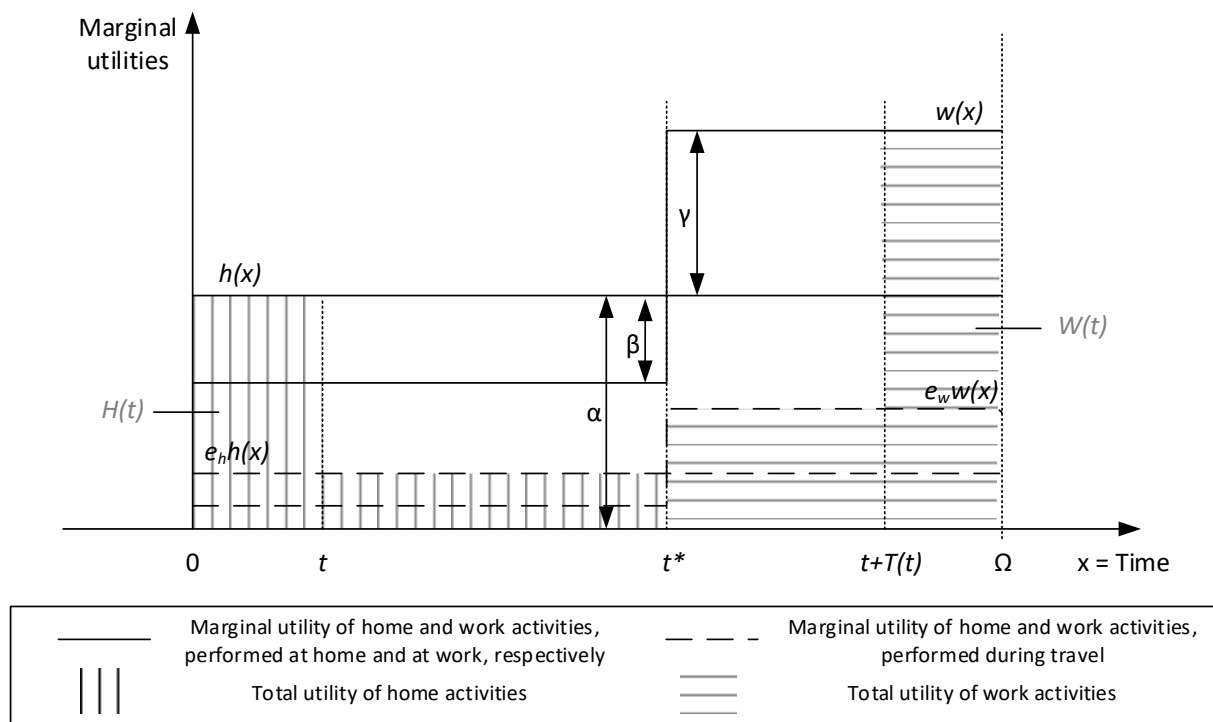 Marginal
utilities
w(x)
γ
h(x)
β
W(t)
H(t)
α
e_w w(x)
e_h h(x)
0
t
t*
t+T(t)
Ω
x = Time
Marginal utility of home and work activities,
performed at home and at work, respectively
Marginal utility of home and work activities,
performed during travel
Total utility of home activities
Total utility of work activities